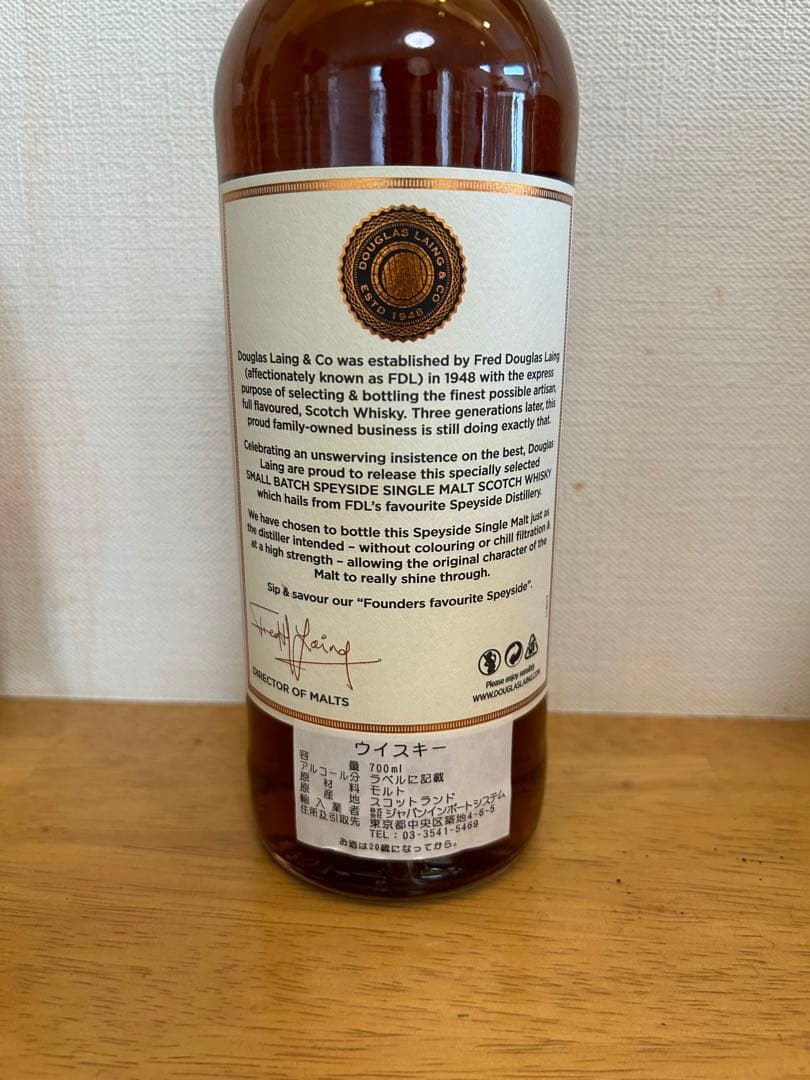 DOUGLAS LAING & CO
ESTD 1948
Douglas Laing & Co was established by Fred Douglas Laing
(affectionately known as FDL) in 1948 with the express
purpose of selecting & bottling the finest possible artisan,
full flavoured, Scotch Whisky. Three generations later, this
proud family-owned business is still doing exactly that.
Celebrating an unswerving insistence on the best, Douglas
Laing are proud to release this specially selected
SMALL BATCH SPEYSIDE SINGLE MALT SCOTCH WHISKY
which hails from FDL's favourite Speyside Distillery.
We have chosen to bottle this Speyside Single Malt just as
the distiller intended – without colouring or chill filtration &
at a high strength – allowing the original character of the
Malt to really shine through.
Sip & savour our "Founders favourite Speyside".
Fred H Laing
DIRECTOR OF MALTS
Please enjoy sensibly
WWW.DOUGLASLAING.COM
ウイスキー
容量 700ml
アルコール分 ラベルに記載
原材料 モルト
原産地 スコットランド
輸入業者 株式会社ジャパンインポートシステム
住所及引取先 東京都中央区築地4-6-5
TEL:03-3541-5469
お酒は20歳になってから。